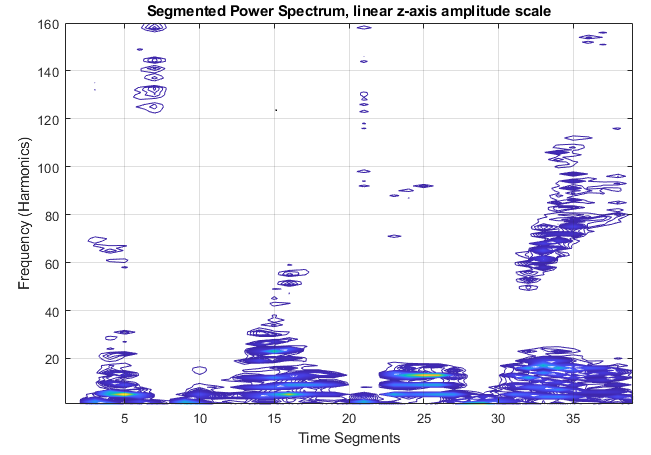 Segmented Power Spectrum, linear z-axis amplitude scale
160
140
120
100
80
60
40
20
Frequency (Harmonics)
5 10 15 20 25 30 35
Time Segments